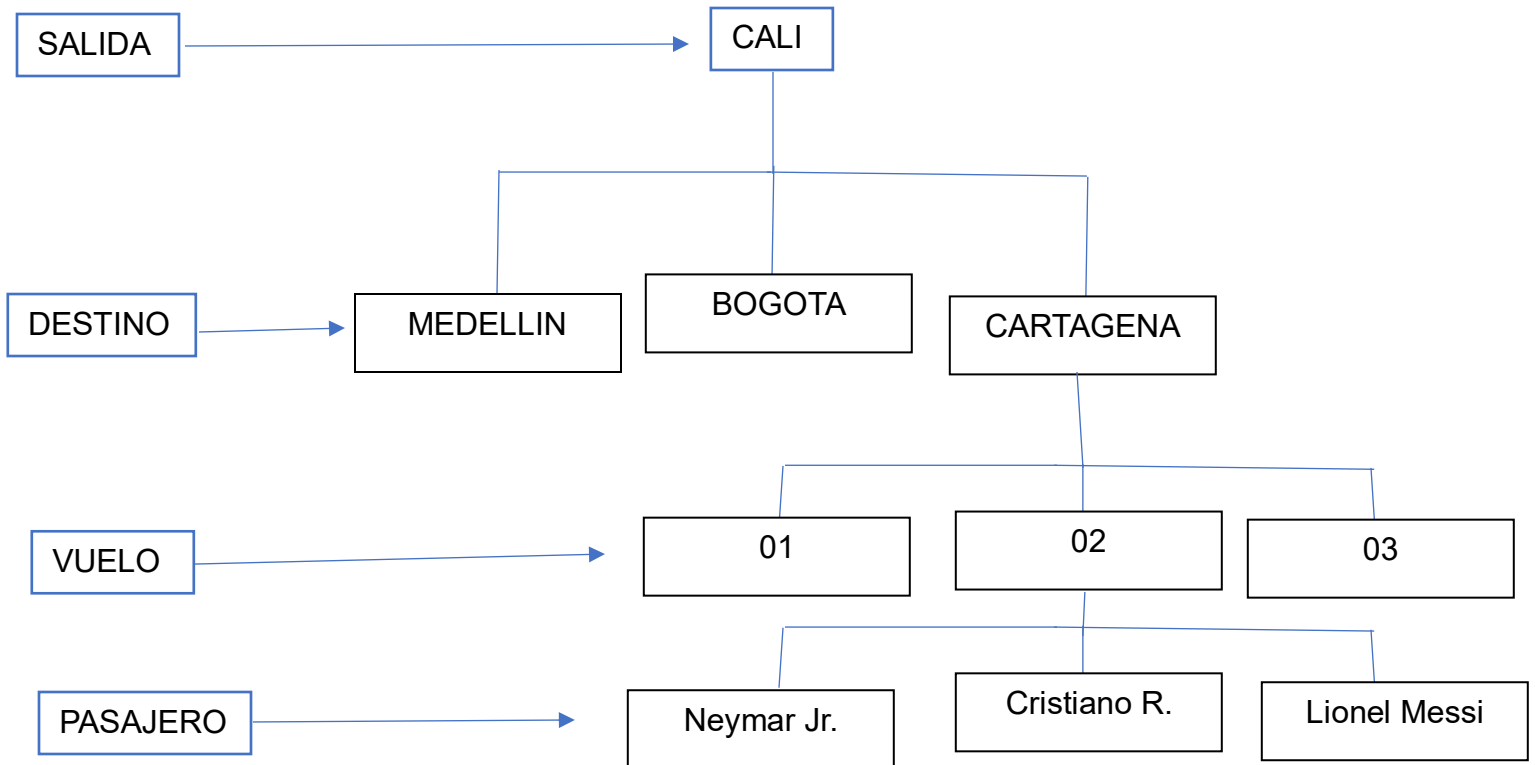 SALIDA
CALI
DESTINO
MEDELLIN
BOGOTA
CARTAGENA
VUELO
01
02
03
PASAJERO
Neymar Jr.
Cristiano R.
Lionel Messi